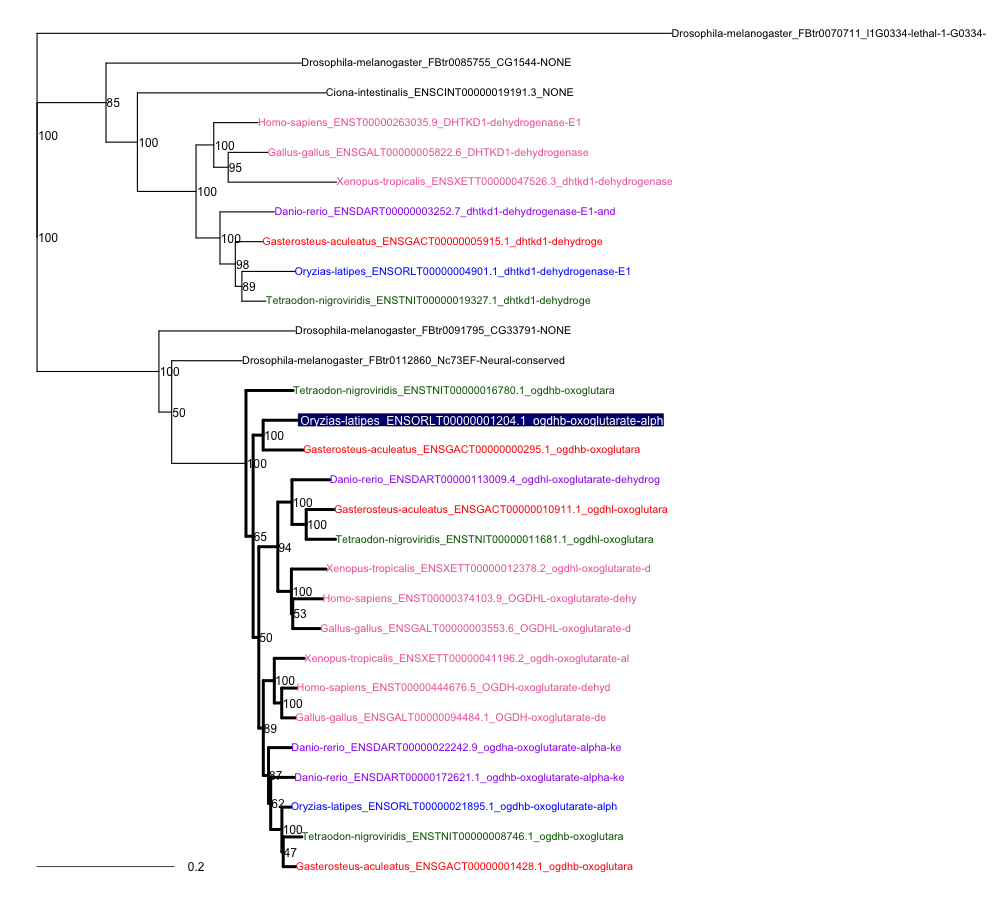 Drosophila-melanogaster_FBtr0070711_l1G0334-lethal-1-G0334-
Drosophila-melanogaster_FBtr0085755_CG1544-NONE
Ciona-intestinalis_ENSCINT00000019191.3_NONE
85
Homo-sapiens_ENST00000263035.9_DHTKD1-dehydrogenase-E1
100
100
100
Gallus-gallus_ENSGALT00000005822.6_DHTKD1-dehydrogenase
95
Xenopus-tropicalis_ENSXETT00000047526.3_dhtkd1-dehydrogenase
100
Danio-rerio_ENSDART00000003252.7_dhtkd1-dehydrogenase-E1-and
100
100
Gasterosteus-aculeatus_ENSGACT00000005915.1_dhtkd1-dehydroge
98
Oryzias-latipes_ENSORLT00000004901.1_dhtkd1-dehydrogenase-E1
89
Tetraodon-nigroviridis_ENSTNIT00000019327.1_dhtkd1-dehydroge
Drosophila-melanogaster_FBtr0091795_CG33791-NONE
Drosophila-melanogaster_FBtr0112860_Nc73EF-Neural-conserved
100
Tetraodon-nigroviridis_ENSTNIT00000016780.1_ogdhb-oxoglutara
50
Oryzias-latipes_ENSORLT00000001204.1_ogdhb-oxoglutarate-alph
100
Gasterosteus-aculeatus_ENSGACT00000000295.1_ogdhb-oxoglutara
100
Danio-rerio_ENSDART00000113009.4_ogdhl-oxoglutarate-dehydrog
100
Gasterosteus-aculeatus_ENSGACT00000010911.1_ogdhl-oxoglutara
100
65
Tetraodon-nigroviridis_ENSTNIT00000011681.1_ogdhl-oxoglutara
94
Xenopus-tropicalis_ENSXETT00000012378.2_ogdhl-oxoglutarate-d
100
Homo-sapiens_ENST00000374103.9_OGDHL-oxoglutarate-dehy
53
Gallus-gallus_ENSGALT00000003553.6_OGDHL-oxoglutarate-d
50
Xenopus-tropicalis_ENSXETT00000041196.2_ogdh-oxoglutarate-al
100
Homo-sapiens_ENST00000444676.5_OGDH-oxoglutarate-dehyd
100
Gallus-gallus_ENSGALT00000094484.1_OGDH-oxoglutarate-de
89
Danio-rerio_ENSDART00000022242.9_ogdha-oxoglutarate-alpha-ke
87
Danio-rerio_ENSDART00000172621.1_ogdhb-oxoglutarate-alpha-ke
62
Oryzias-latipes_ENSORLT00000021895.1_ogdhb-oxoglutarate-alph
100
Tetraodon-nigroviridis_ENSTNIT00000008746.1_ogdhb-oxoglutara
47
Gasterosteus-aculeatus_ENSGACT00000001428.1_ogdhb-oxoglutara
0.2